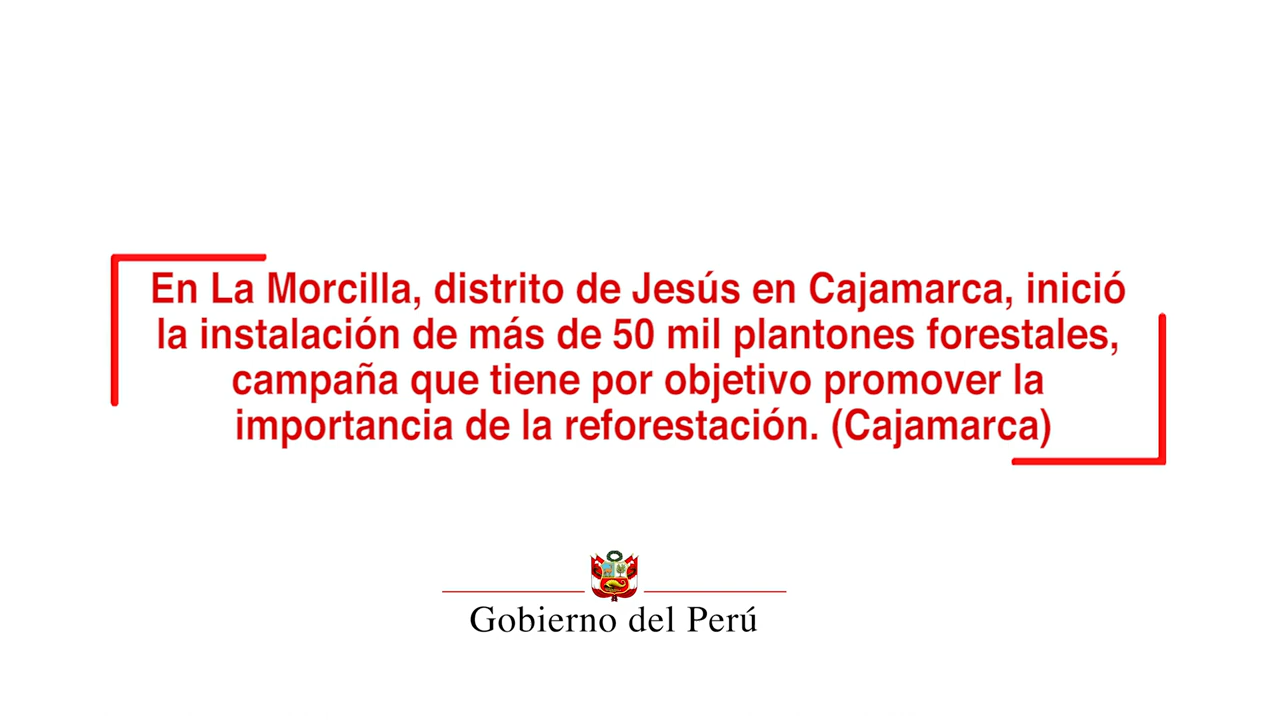 En La Morcilla, distrito de Jesús en Cajamarca, inició
la instalación de más de 50 mil plantones forestales,
campaña que tiene por objetivo promover la
importancia de la reforestación. (Cajamarca)
Gobierno del Perú